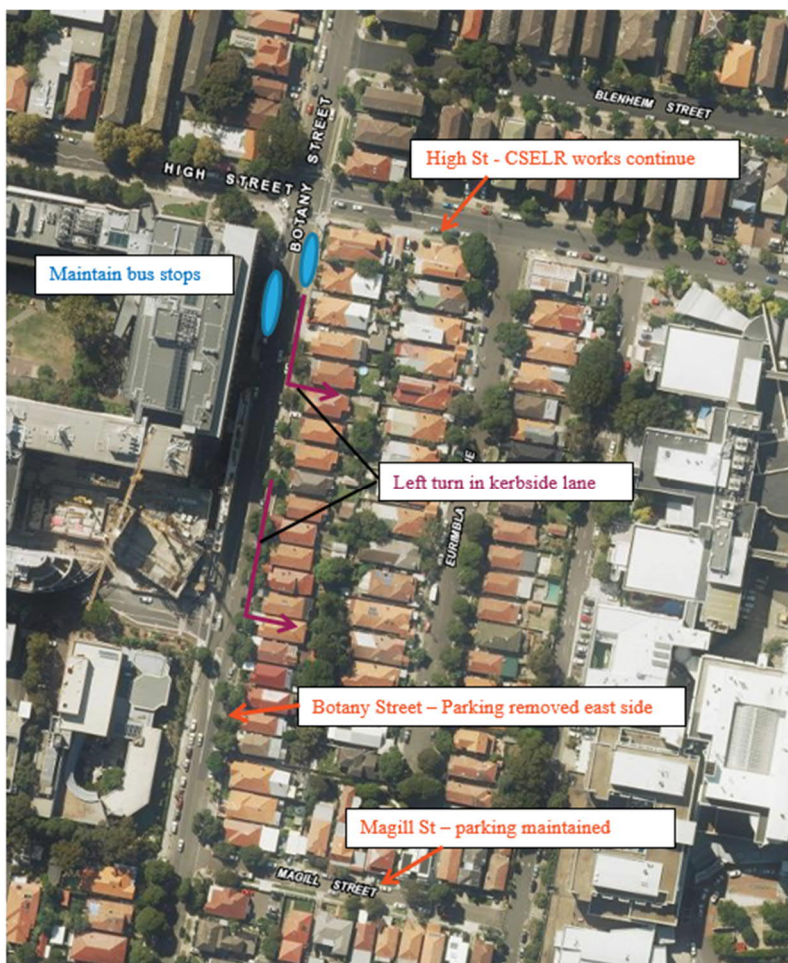 BLENHEIM STREET
BOTANY STREET
High St - CSELR works continue
HIGH STREET
Maintain bus stops
Left turn in kerbside lane
EURIMBLA
Botany Street – Parking removed east side
Magill St – parking maintained
MAGILL STREET